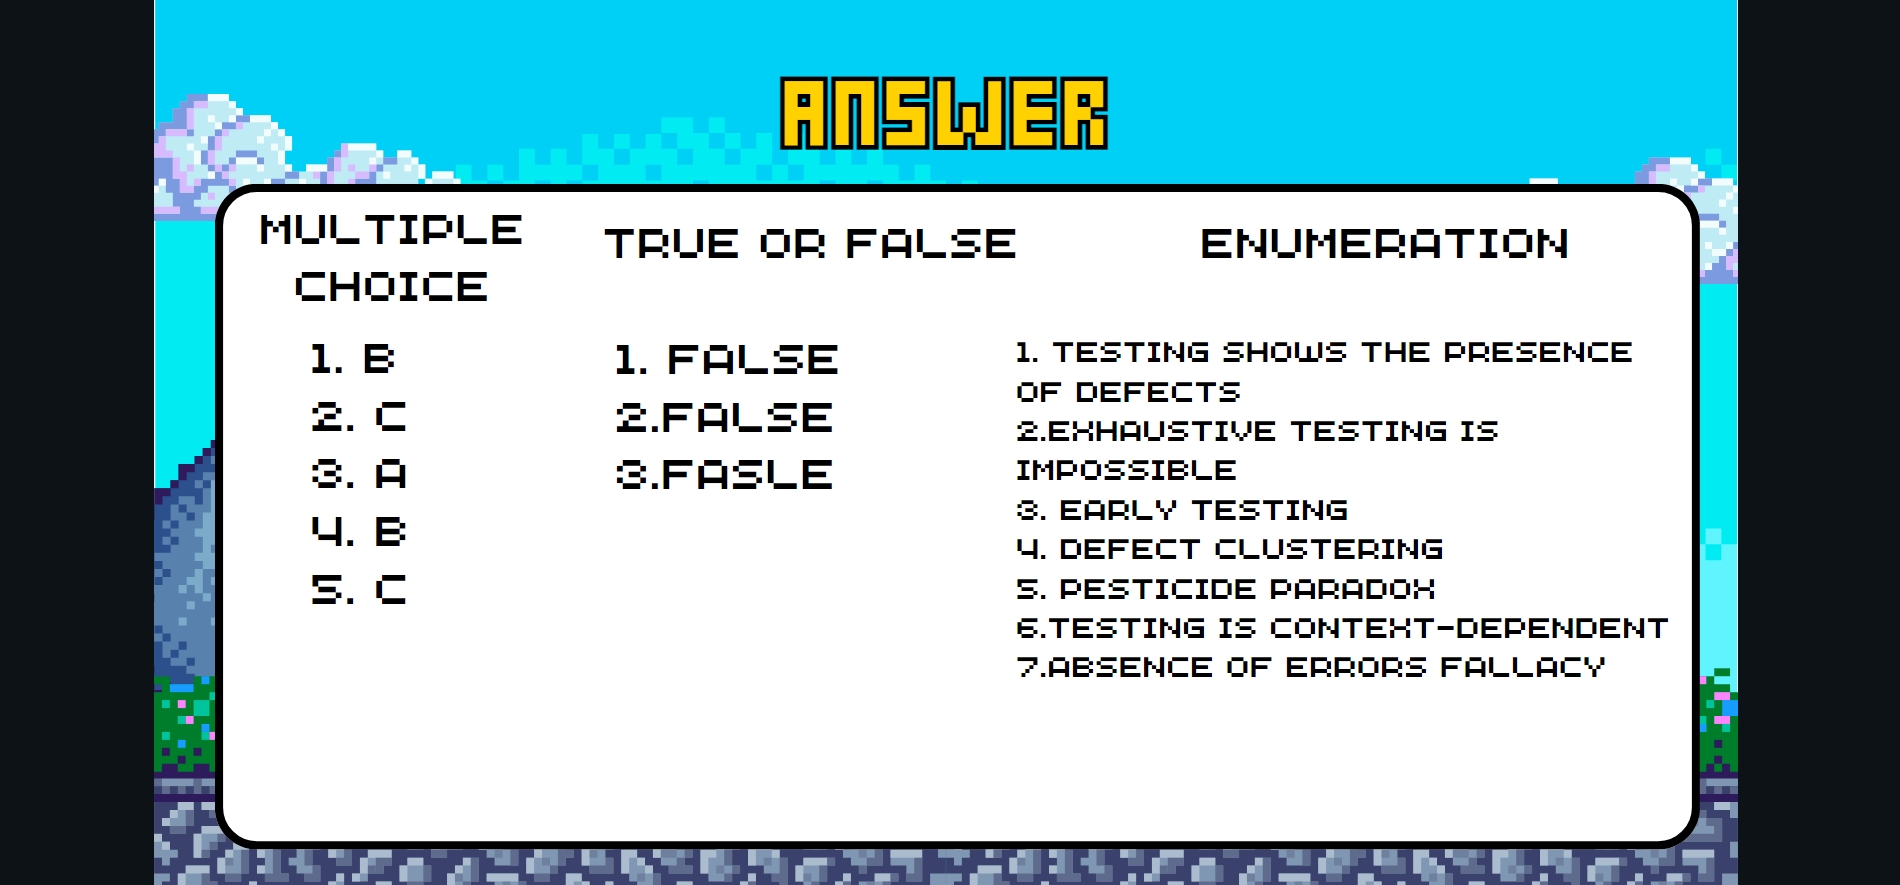 ANSWER
MULTIPLE
CHOICE
1. B
2. C
3. A
4. B
5. C
TRUE OR FALSE
1. FALSE
2.FALSE
3.FASLE
ENUMERATION
1. TESTING SHOWS THE PRESENCE
OF DEFECTS
2.EXHAUSTIVE TESTING IS
IMPOSSIBLE
3. EARLY TESTING
4. DEFECT CLUSTERING
5. PESTICIDE PARADOX
6.TESTING IS CONTEXT-DEPENDENT
7.ABSENCE OF ERRORS FALLACY